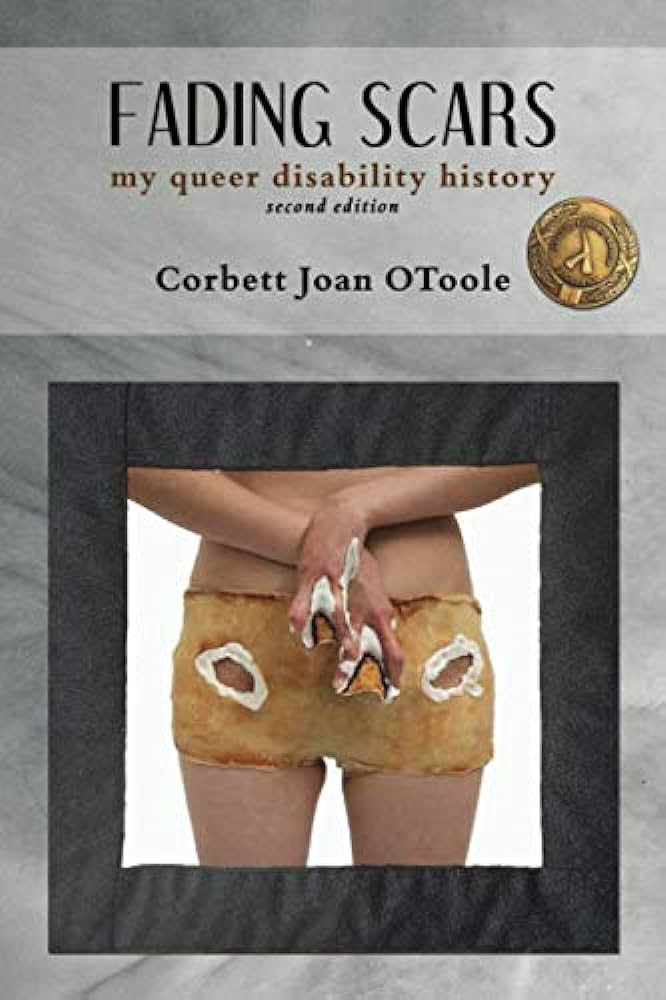 FADING SCARS
my queer disability history
second edition
Corbett Joan OToole